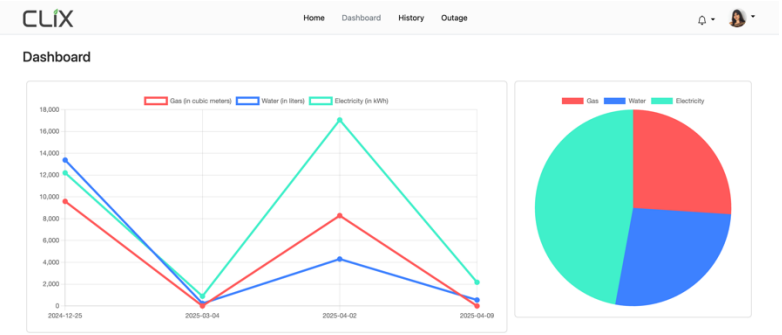 CLiX
Home Dashboard History Outage
Dashboard
Gas (in cubic meters) Water (in liters) Electricity (in kWh)
18,000
16,000
14,000
12,000
10,000
8,000
6,000
4,000
2,000
0
2024-12-25 2025-03-04 2025-04-02 2025-04-09
Gas Water Electricity